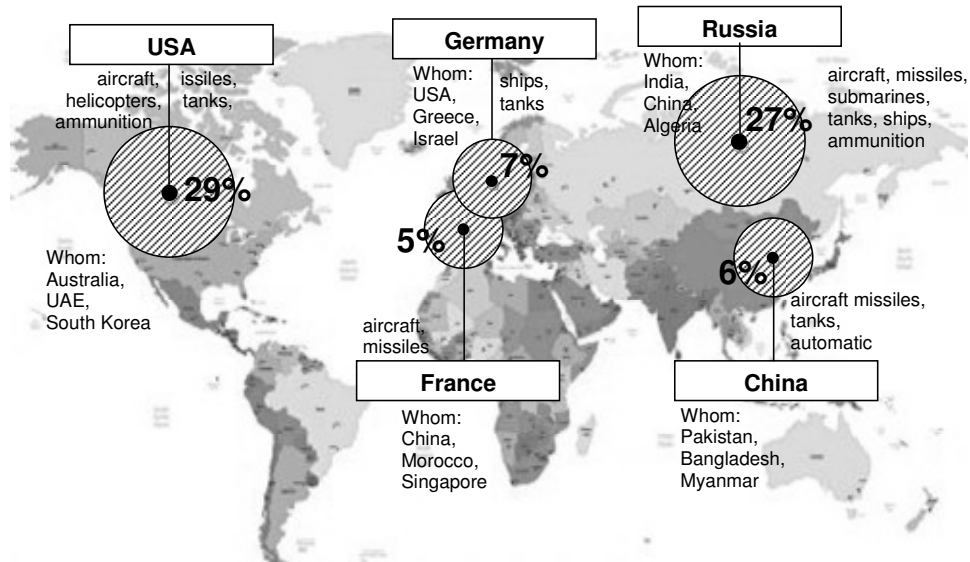 USA
aircraft, issiles,
helicopters, tanks,
ammunition
29%
Whom:
Australia,
UAE,
South Korea
Germany
Whom:
USA,
Greece,
Israel
ships,
tanks
7%
Russia
Whom:
India,
China,
Algeria
aircraft, missiles,
submarines,
tanks, ships,
ammunition
27%
5%
aircraft,
missiles
France
Whom:
China,
Morocco,
Singapore
6%
aircraft missiles,
tanks,
automatic
China
Whom:
Pakistan,
Bangladesh,
Myanmar